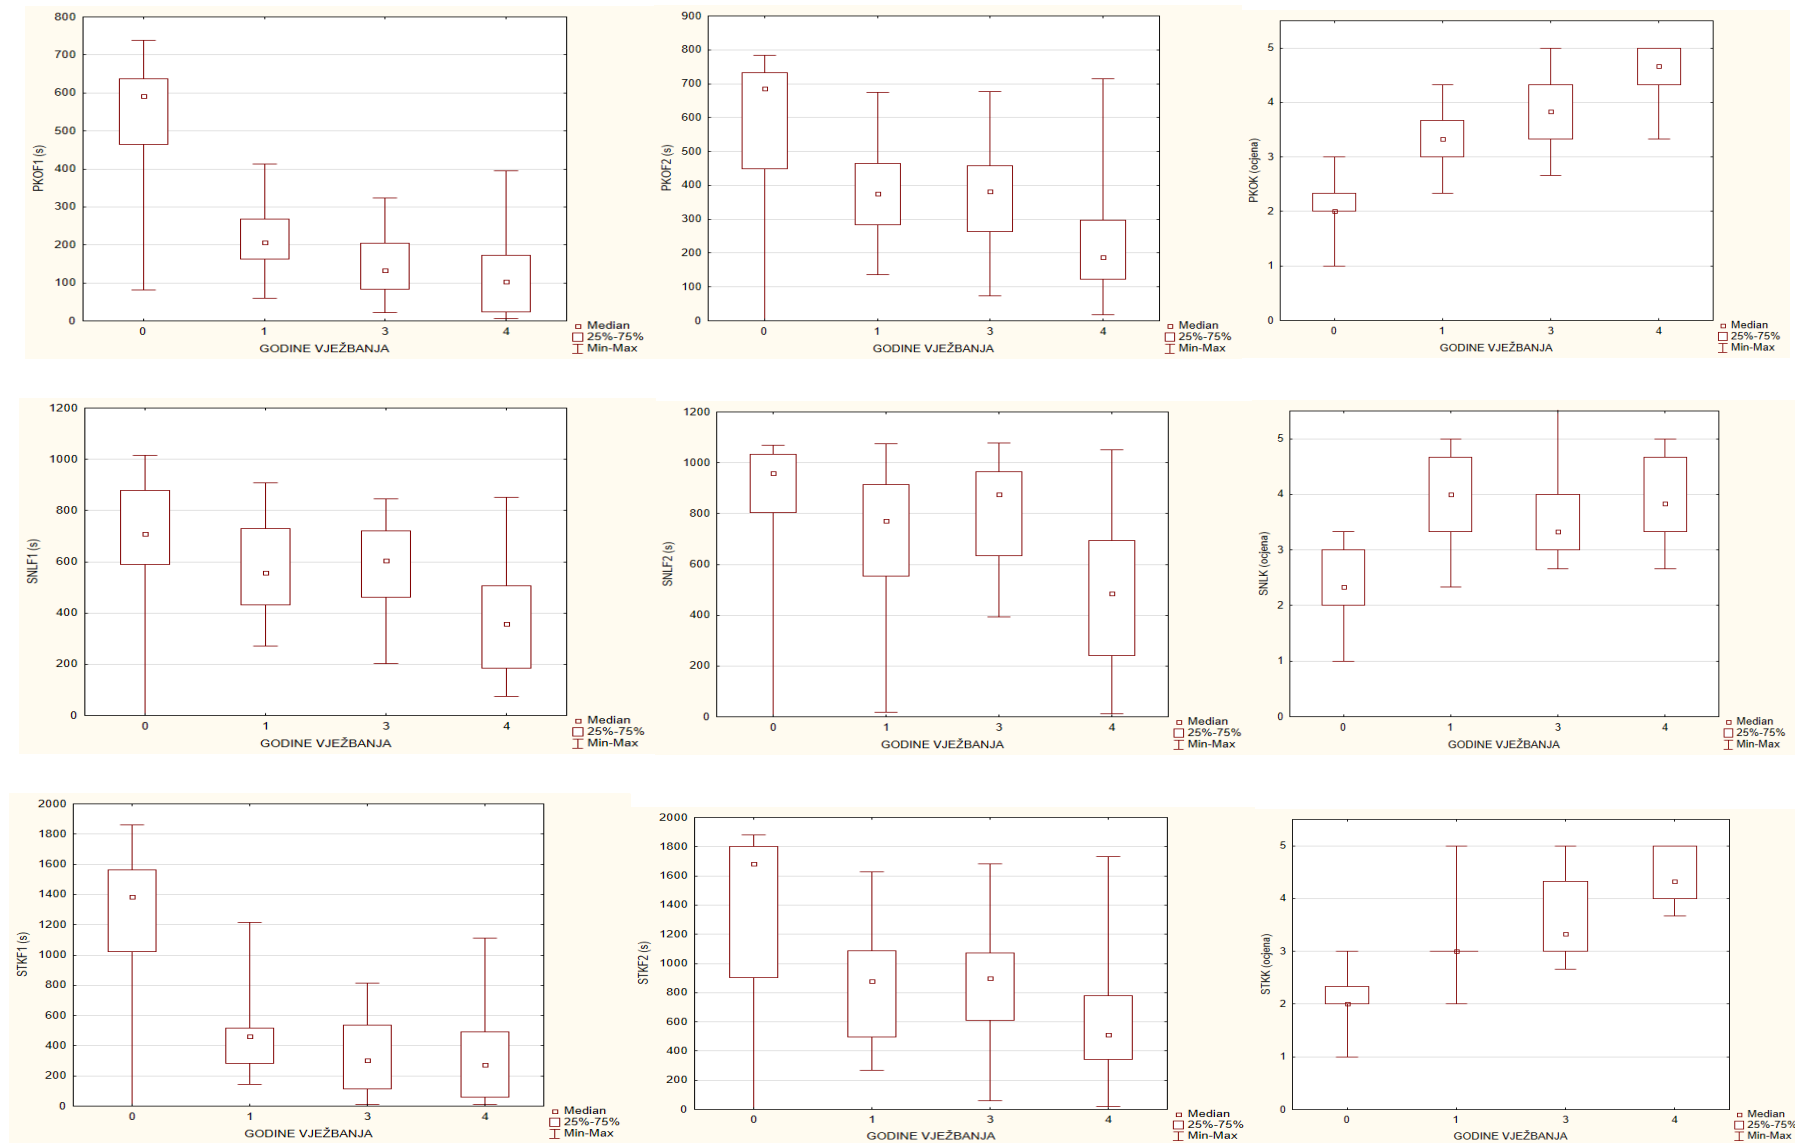 800
700
600
500
400
300
200
100
0
PKOF1 (s)
0 1 3 4
GODINE VJEŽBANJA
Median
25%-75%
Min-Max
900
800
700
600
500
400
300
200
100
0
PKOF2 (s)
0 1 3 4
GODINE VJEŽBANJA
Median
25%-75%
Min-Max
5
4
3
2
1
0
PKOK (ocjena)
0 1 3 4
GODINE VJEŽBANJA
Median
25%-75%
Min-Max
1200
1000
800
600
400
200
0
SNLF1 (s)
0 1 3 4
GODINE VJEŽBANJA
Median
25%-75%
Min-Max
1200
1000
800
600
400
200
0
SNLF2 (s)
0 1 3 4
GODINE VJEŽBANJA
Median
25%-75%
Min-Max
5
4
3
2
1
0
SNLK (ocjena)
0 1 3 4
GODINE VJEŽBANJA
Median
25%-75%
Min-Max
2000
1800
1600
1400
1200
1000
800
600
400
200
0
STKF1 (s)
0 1 3 4
GODINE VJEŽBANJA
Median
25%-75%
Min-Max
2000
1800
1600
1400
1200
1000
800
600
400
200
0
STKF2 (s)
0 1 3 4
GODINE VJEŽBANJA
Median
25%-75%
Min-Max
5
4
3
2
1
0
STKK (ocjena)
0 1 3 4
GODINE VJEŽBANJA
Median
25%-75%
Min-Max